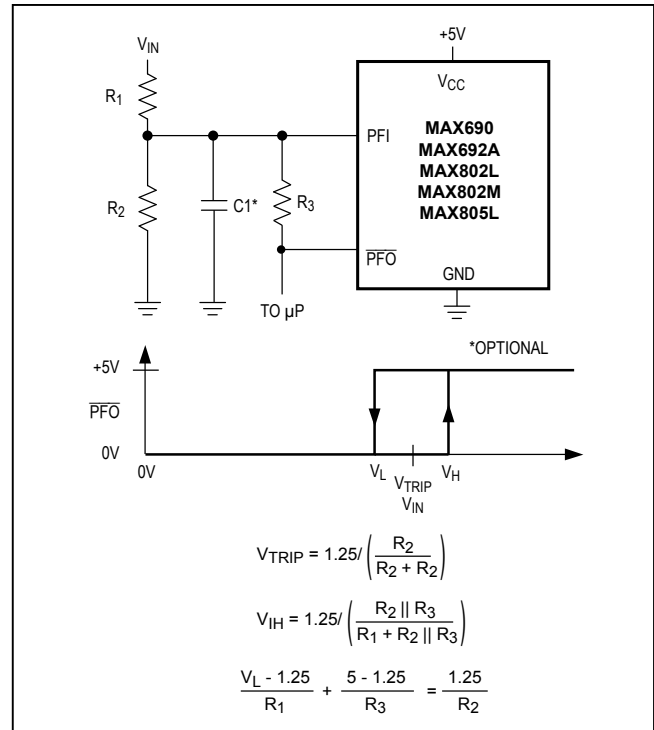 +5V
V_IN
V_CC
R_1
PFI
MAX690
MAX692A
MAX802L
MAX802M
MAX805L
R_2
C1*
R_3
P̅F̅O̅
GND
TO µP
*OPTIONAL
+5V
P̅F̅O̅
0V
0V
V_L
V_TRIP
V_IN
V_H
V_TRIP = 1.25/(R_2/(R_2 + R_2))
V_IH = 1.25/(R_2 || R_3/(R_1 + R_2 || R_3))
(V_L - 1.25)/R_1 + (5 - 1.25)/R_3 = 1.25/R_2